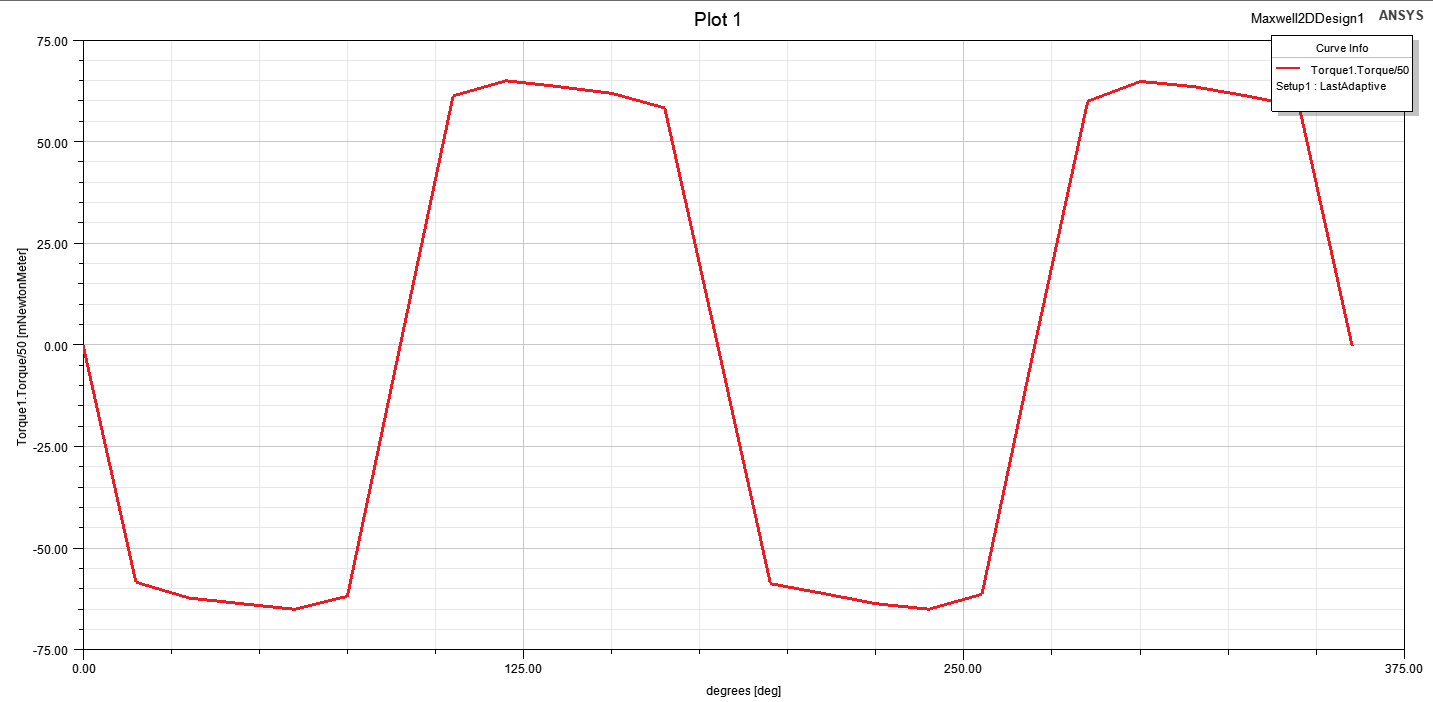 Plot 1
Maxwell2DDesign1
ANSYS
Curve Info
Torque1.Torque/50
Setup1 : LastAdaptive
75.00
50.00
25.00
0.00
-25.00
-50.00
-75.00
Torque1.Torque/50 [mNewtonMeter]
0.00
125.00
250.00
375.00
degrees [deg]